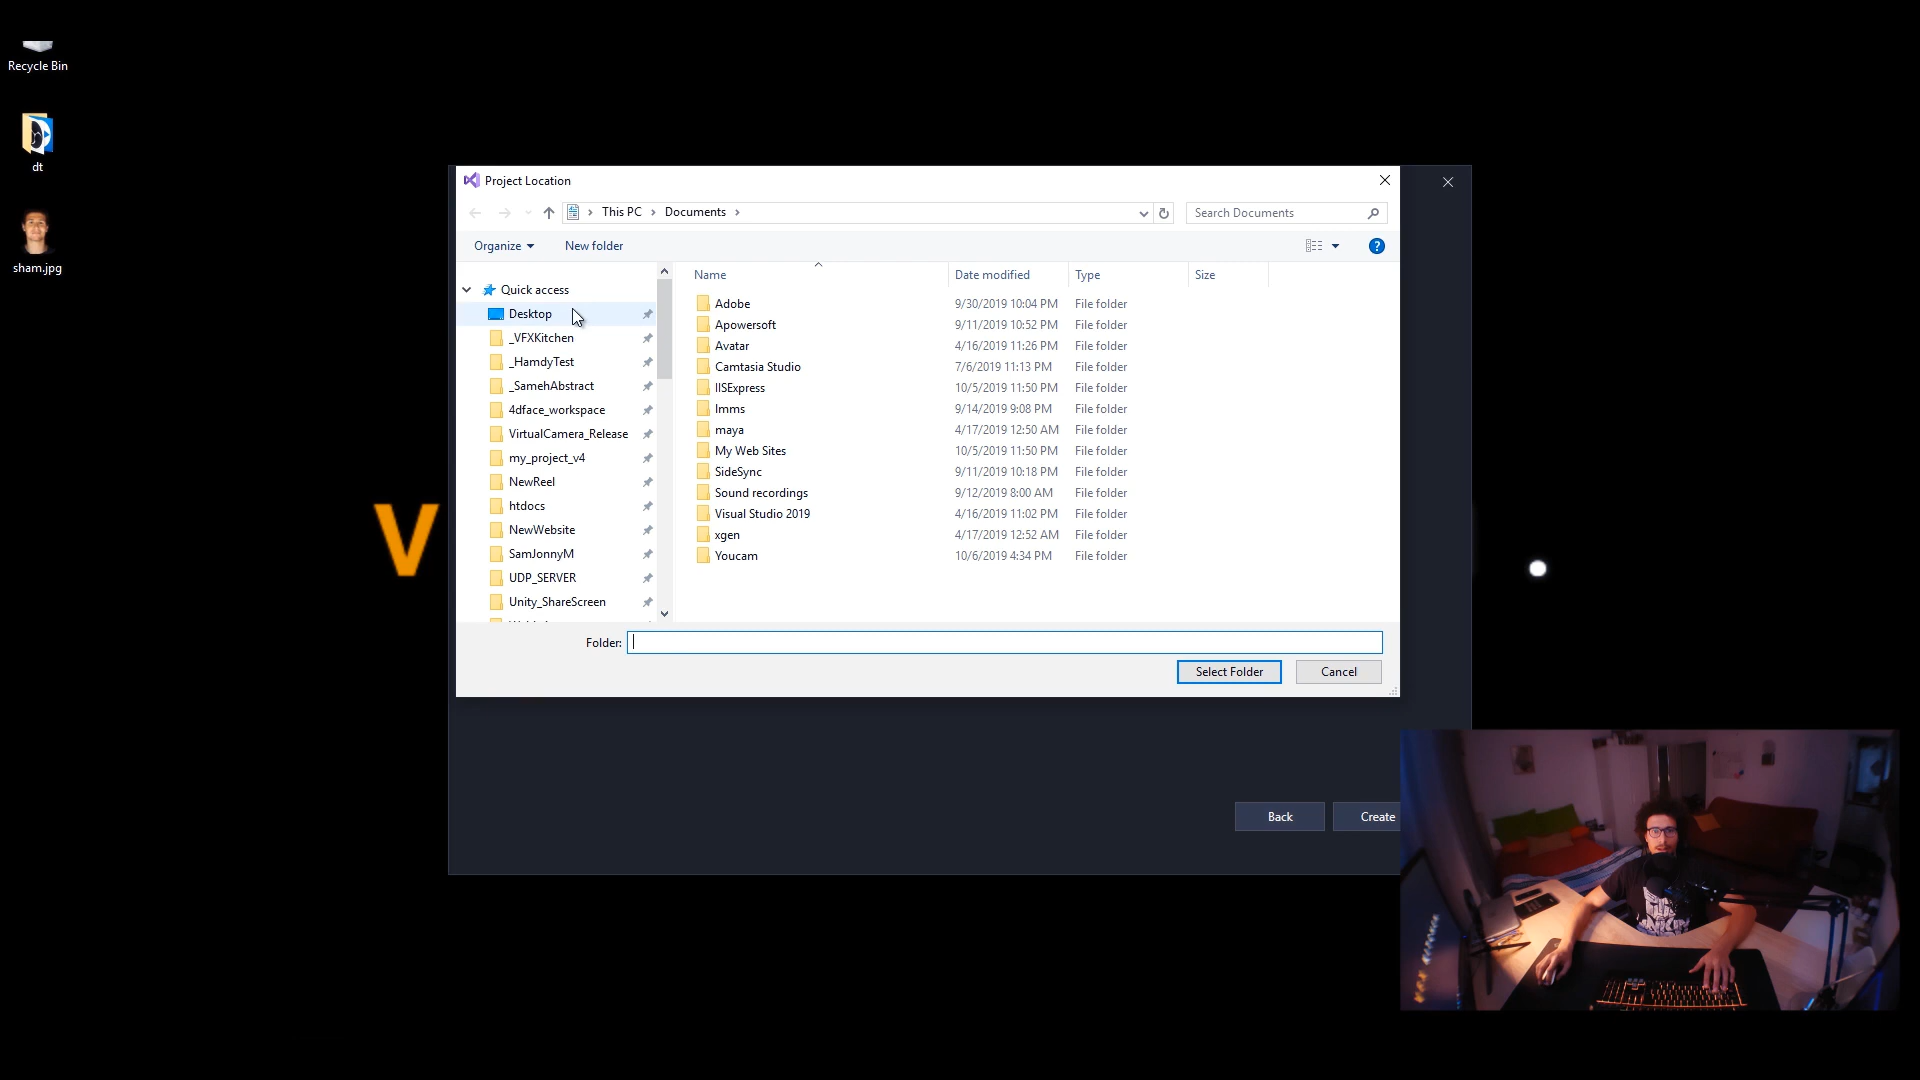 Recycle Bin
dt
sham.jpg
Project Location
This PC
Documents
Search Documents
Organize
New folder
Name
Date modified
Type
Size
Quick access
Desktop
_VFXKitchen
_HamdyTest
_SamehAbstract
4dface_workspace
VirtualCamera_Release
my_project_v4
NewReel
htdocs
NewWebsite
SamJonnyM
UDP_SERVER
Unity_ShareScreen
Adobe 9/30/2019 10:04 PM File folder
Apowersoft 9/11/2019 10:52 PM File folder
Avatar 4/16/2019 11:26 PM File folder
Camtasia Studio 7/6/2019 11:13 PM File folder
IISExpress 10/5/2019 11:50 PM File folder
Imms 9/14/2019 9:08 PM File folder
maya 4/17/2019 12:50 AM File folder
My Web Sites 10/5/2019 11:50 PM File folder
SideSync 9/11/2019 10:18 PM File folder
Sound recordings 9/12/2019 8:00 AM File folder
Visual Studio 2019 4/16/2019 11:02 PM File folder
xgen 4/17/2019 12:52 AM File folder
Youcam 10/6/2019 4:34 PM File folder
Folder:
Select Folder
Cancel
V
Back
Create